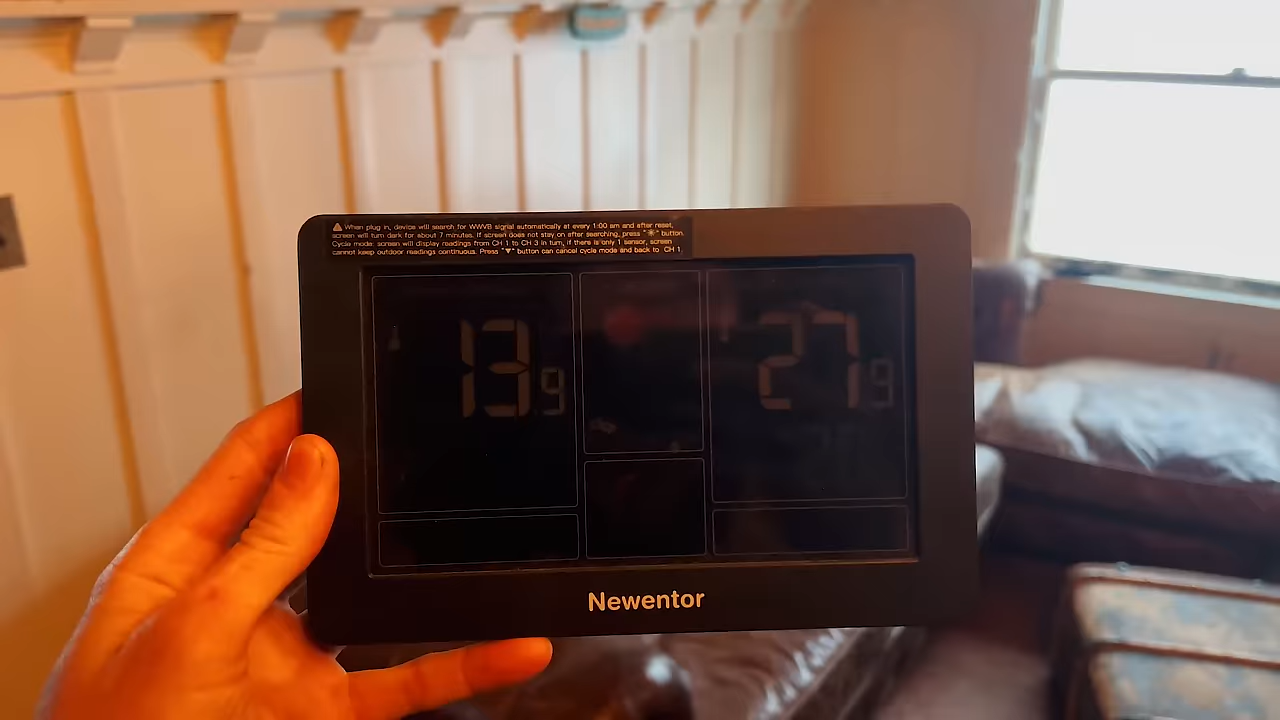 ⚠ When plug in, device will search for WWVB signal automatically at every 1:00 am and after reset,
screen will turn dark for about 7 minutes. If screen does not stay on after searching, press "☀" button.
Cycle mode: screen will display readings from CH 1 to CH 3 in turn, if there is only 1 sensor, screen
cannot keep outdoor readings continuous. Press "▼" button can cancel cycle mode and back to CH 1.
13.9
27.9
Newentor